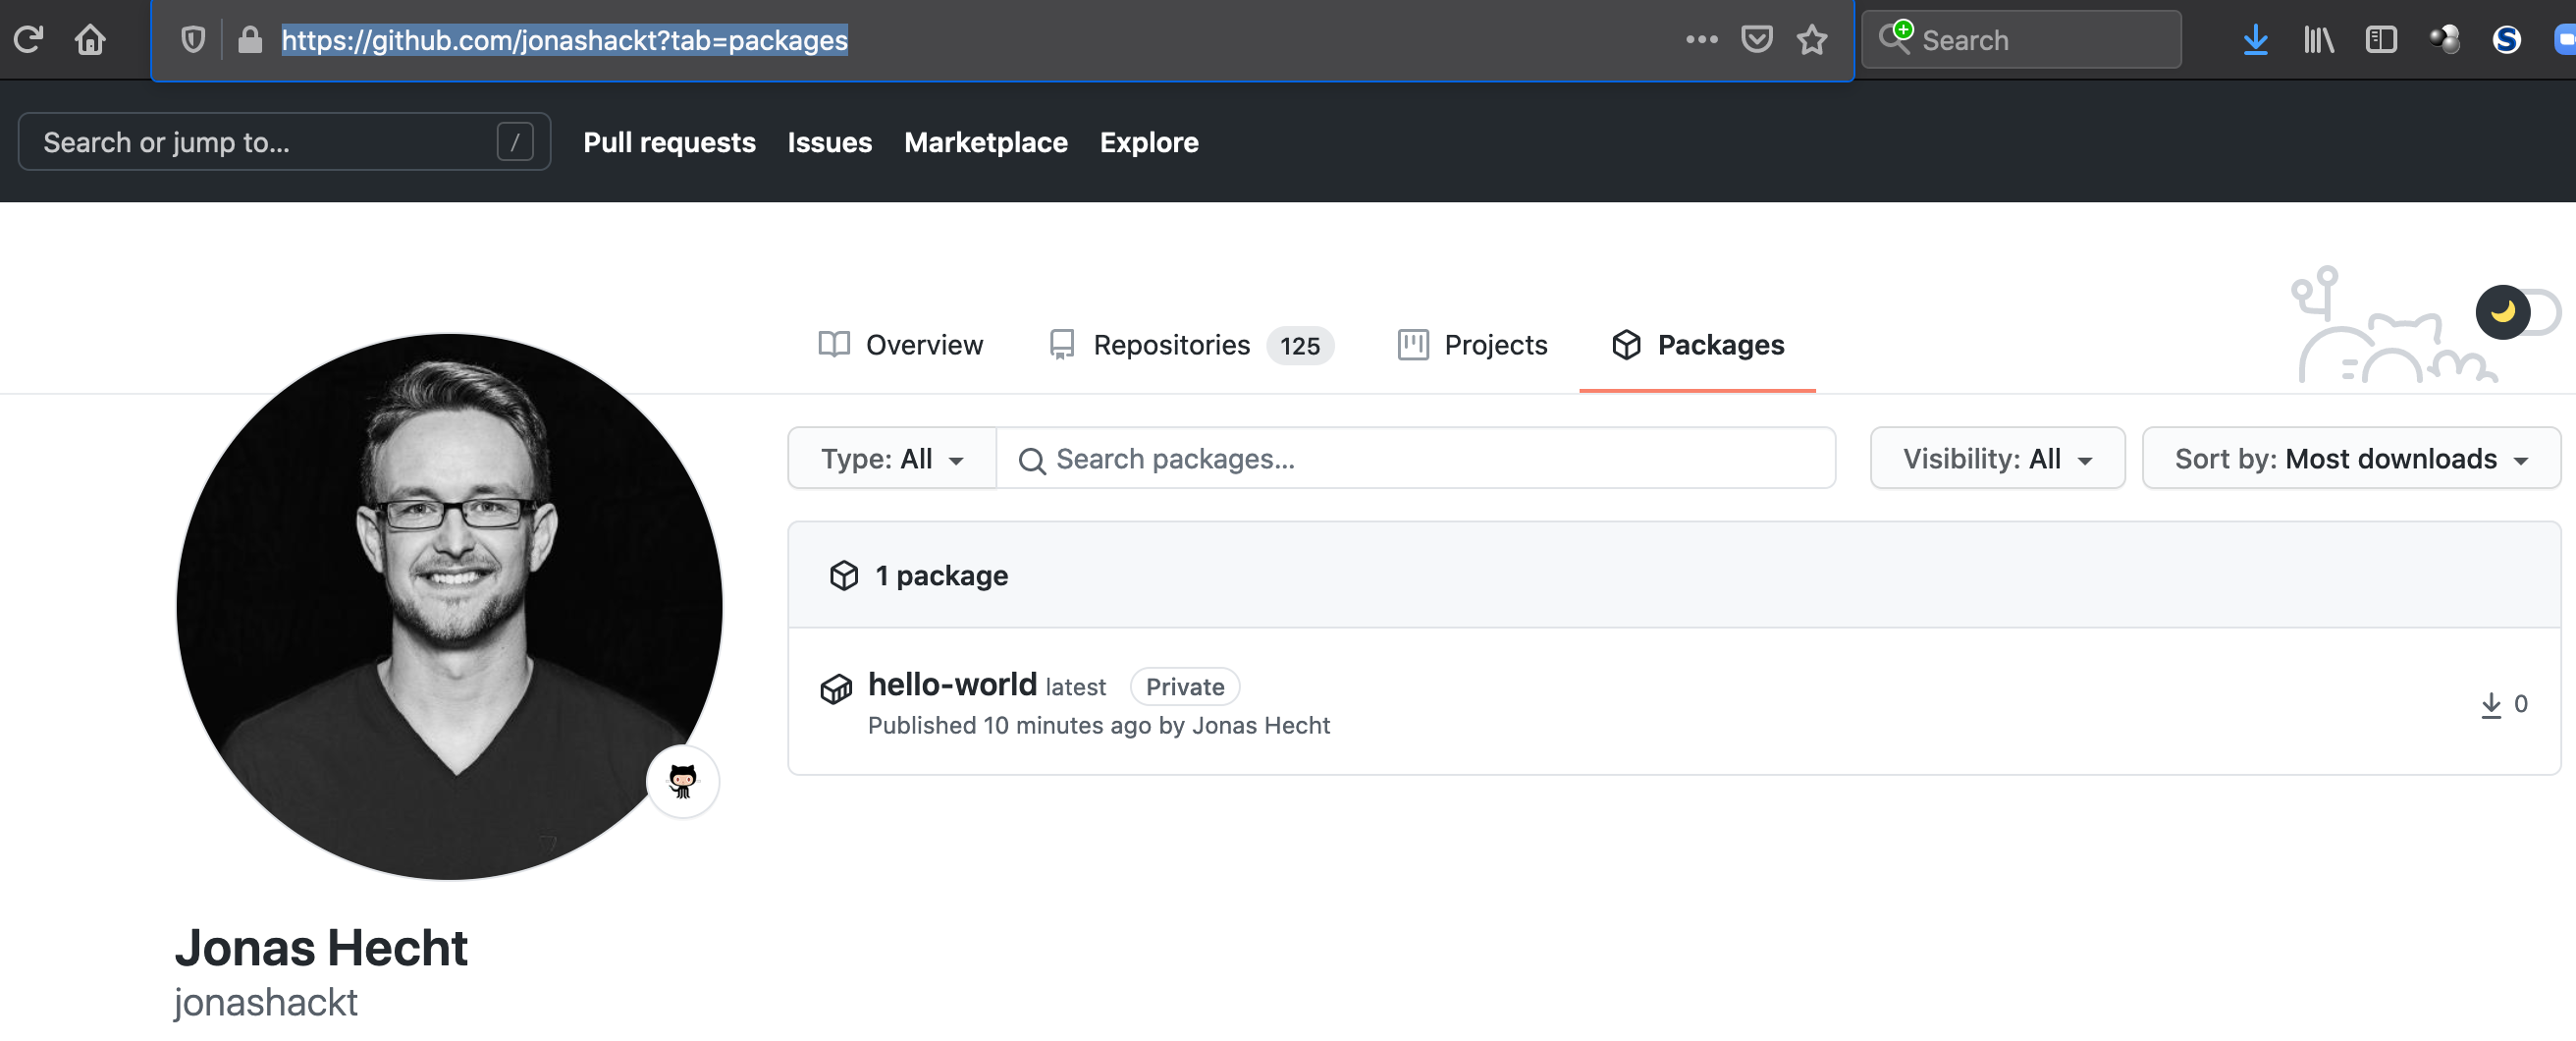 https://github.com/jonashackt?tab=packages
Search
Search or jump to... /
Pull requests Issues Marketplace Explore
Overview Repositories 125 Projects Packages
Type: All Search packages... Visibility: All Sort by: Most downloads
1 package
hello-world latest Private
Published 10 minutes ago by Jonas Hecht
0
Jonas Hecht
jonashackt